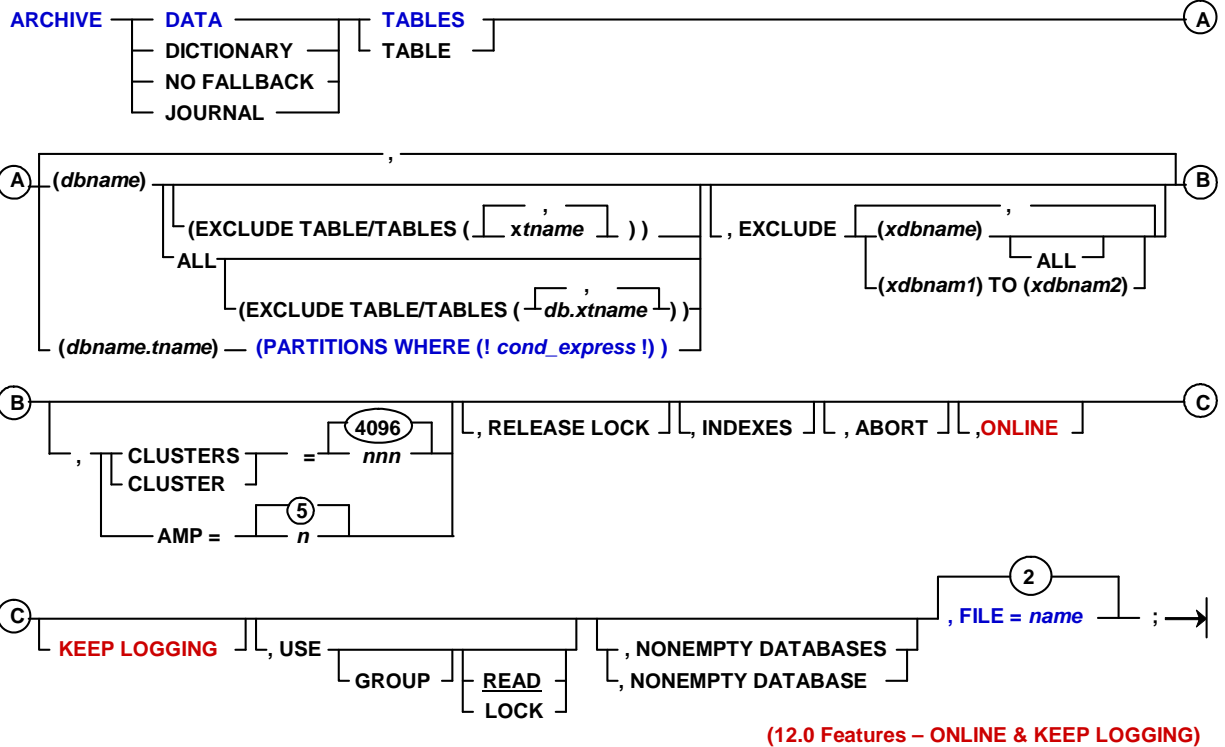 ARCHIVE DATA TABLES A
DICTIONARY TABLE
NO FALLBACK
JOURNAL
,
A (dbname) B
(EXCLUDE TABLE/TABLES ( , xtname ) ) , EXCLUDE , (xdbname)
ALL ALL
(xdbnam1) TO (xdbnam2)
(EXCLUDE TABLE/TABLES ( , db.xtname ) )
(dbname.tname) (PARTITIONS WHERE (! cond_express !) )
B C
, CLUSTERS = 4096 nnn , RELEASE LOCK , INDEXES , ABORT ,ONLINE
CLUSTER
AMP = 5 n
C KEEP LOGGING , USE , NONEMPTY DATABASES 2 , FILE = name ;
GROUP READ , NONEMPTY DATABASE
LOCK
(12.0 Features – ONLINE & KEEP LOGGING)